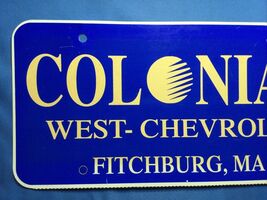 COLONIA
WEST- CHEVROL
FITCHBURG, MA